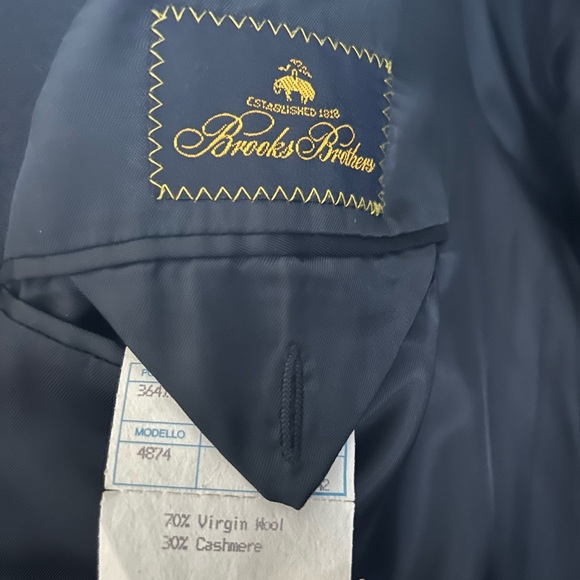 ESTABLISHED 1818
Brooks Brothers
MODELLO
4874
70% Virgin Wool
30% Cashmere